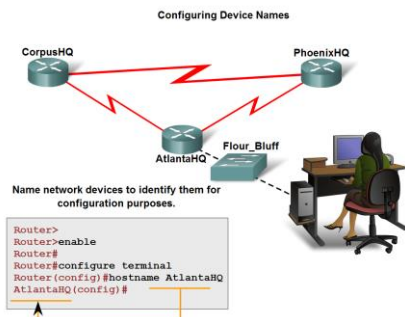 Configuring Device Names
CorpusHQ
PhoenixHQ
AtlantaHQ
Flour_Bluff
Name network devices to identify them for
configuration purposes.
Router>
Router>enable
Router#
Router#configure terminal
Router(config)#hostname AtlantaHQ
AtlantaHQ(config)#